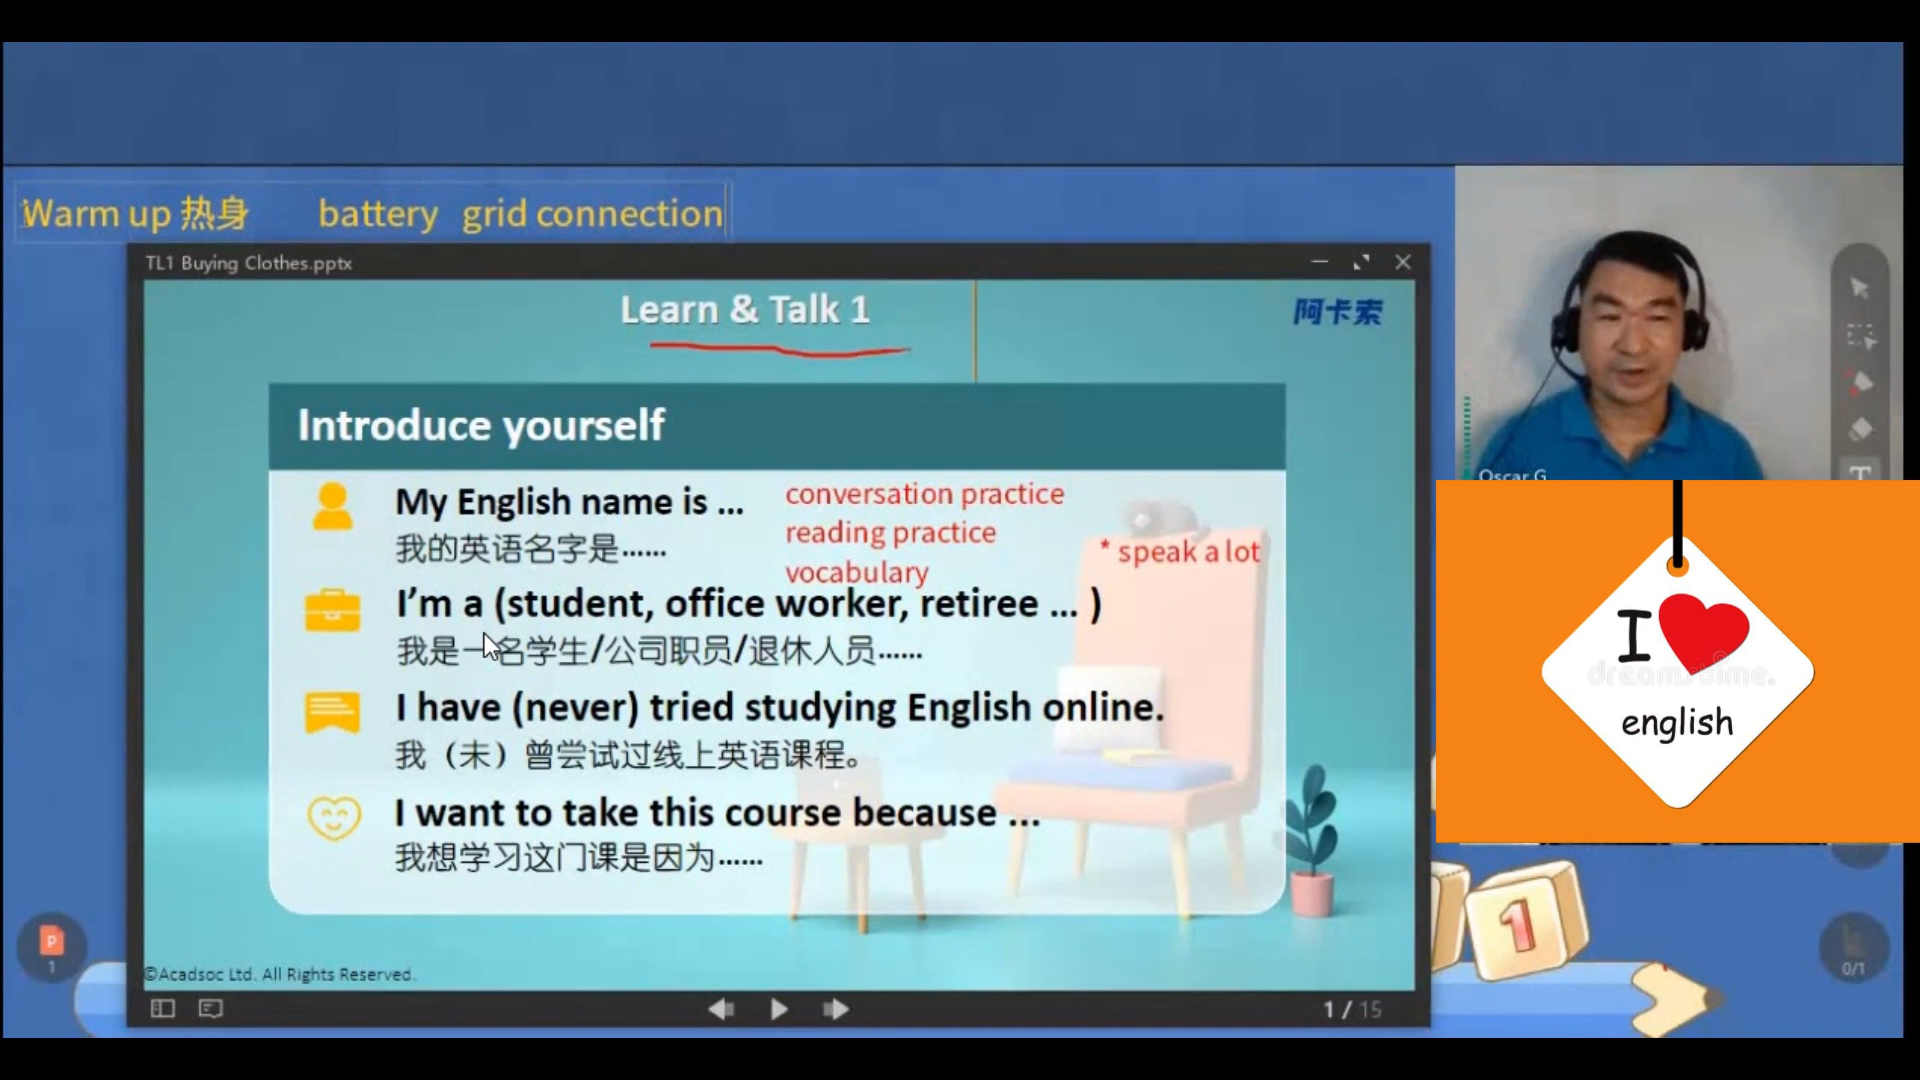 Warm up 热身 battery grid connection
TL1 Buying Clothes.pptx
Learn & Talk 1
阿卡索
Introduce yourself
My English name is ...
我的英语名字是……
conversation practice
reading practice
vocabulary
* speak a lot
I'm a (student, office worker, retiree ... )
我是一名学生/公司职员/退休人员……
I have (never) tried studying English online.
我（未）曾尝试过线上英语课程。
I want to take this course because ...
我想学习这门课是因为……
©Acadsoc Ltd. All Rights Reserved.
1 / 15
P
1
Oscar G
T
I
dreamstime.
english
1
0/1